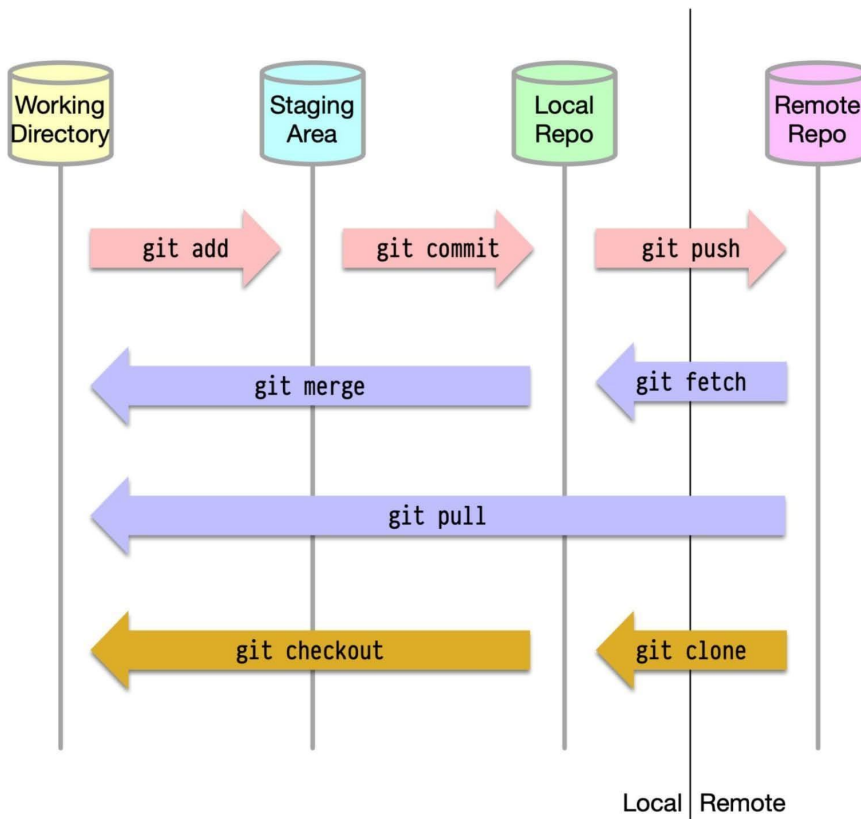 Working
Directory
Staging
Area
Local
Repo
Remote
Repo
git add
git commit
git push
git merge
git fetch
git pull
git checkout
git clone
Local
Remote